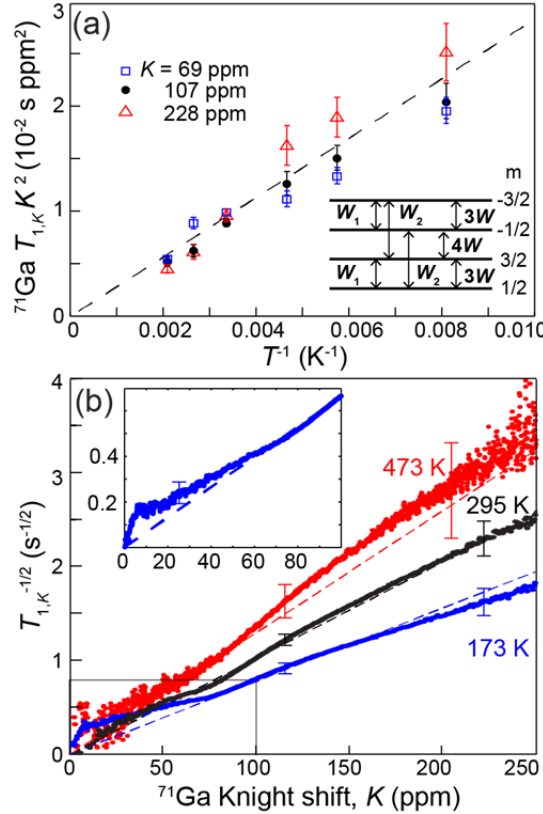 (a)
K = 69 ppm
107 ppm
228 ppm
⁷¹Ga T₁,K K² (10⁻² s ppm²)
3
2
1
0
0
0.002
0.004
0.006
0.008
0.010
T⁻¹ (K⁻¹)
m
-3/2
-1/2
3/2
1/2
W₁ W₂ 3W
4W
W₁ W₂ 3W
(b)
T₁,K⁻¹/² (s⁻¹/²)
4
3
2
1
0
0
50
100
150
200
250
0.4
0.2
0
20
40
60
80
473 K
295 K
173 K
⁷¹Ga Knight shift, K (ppm)